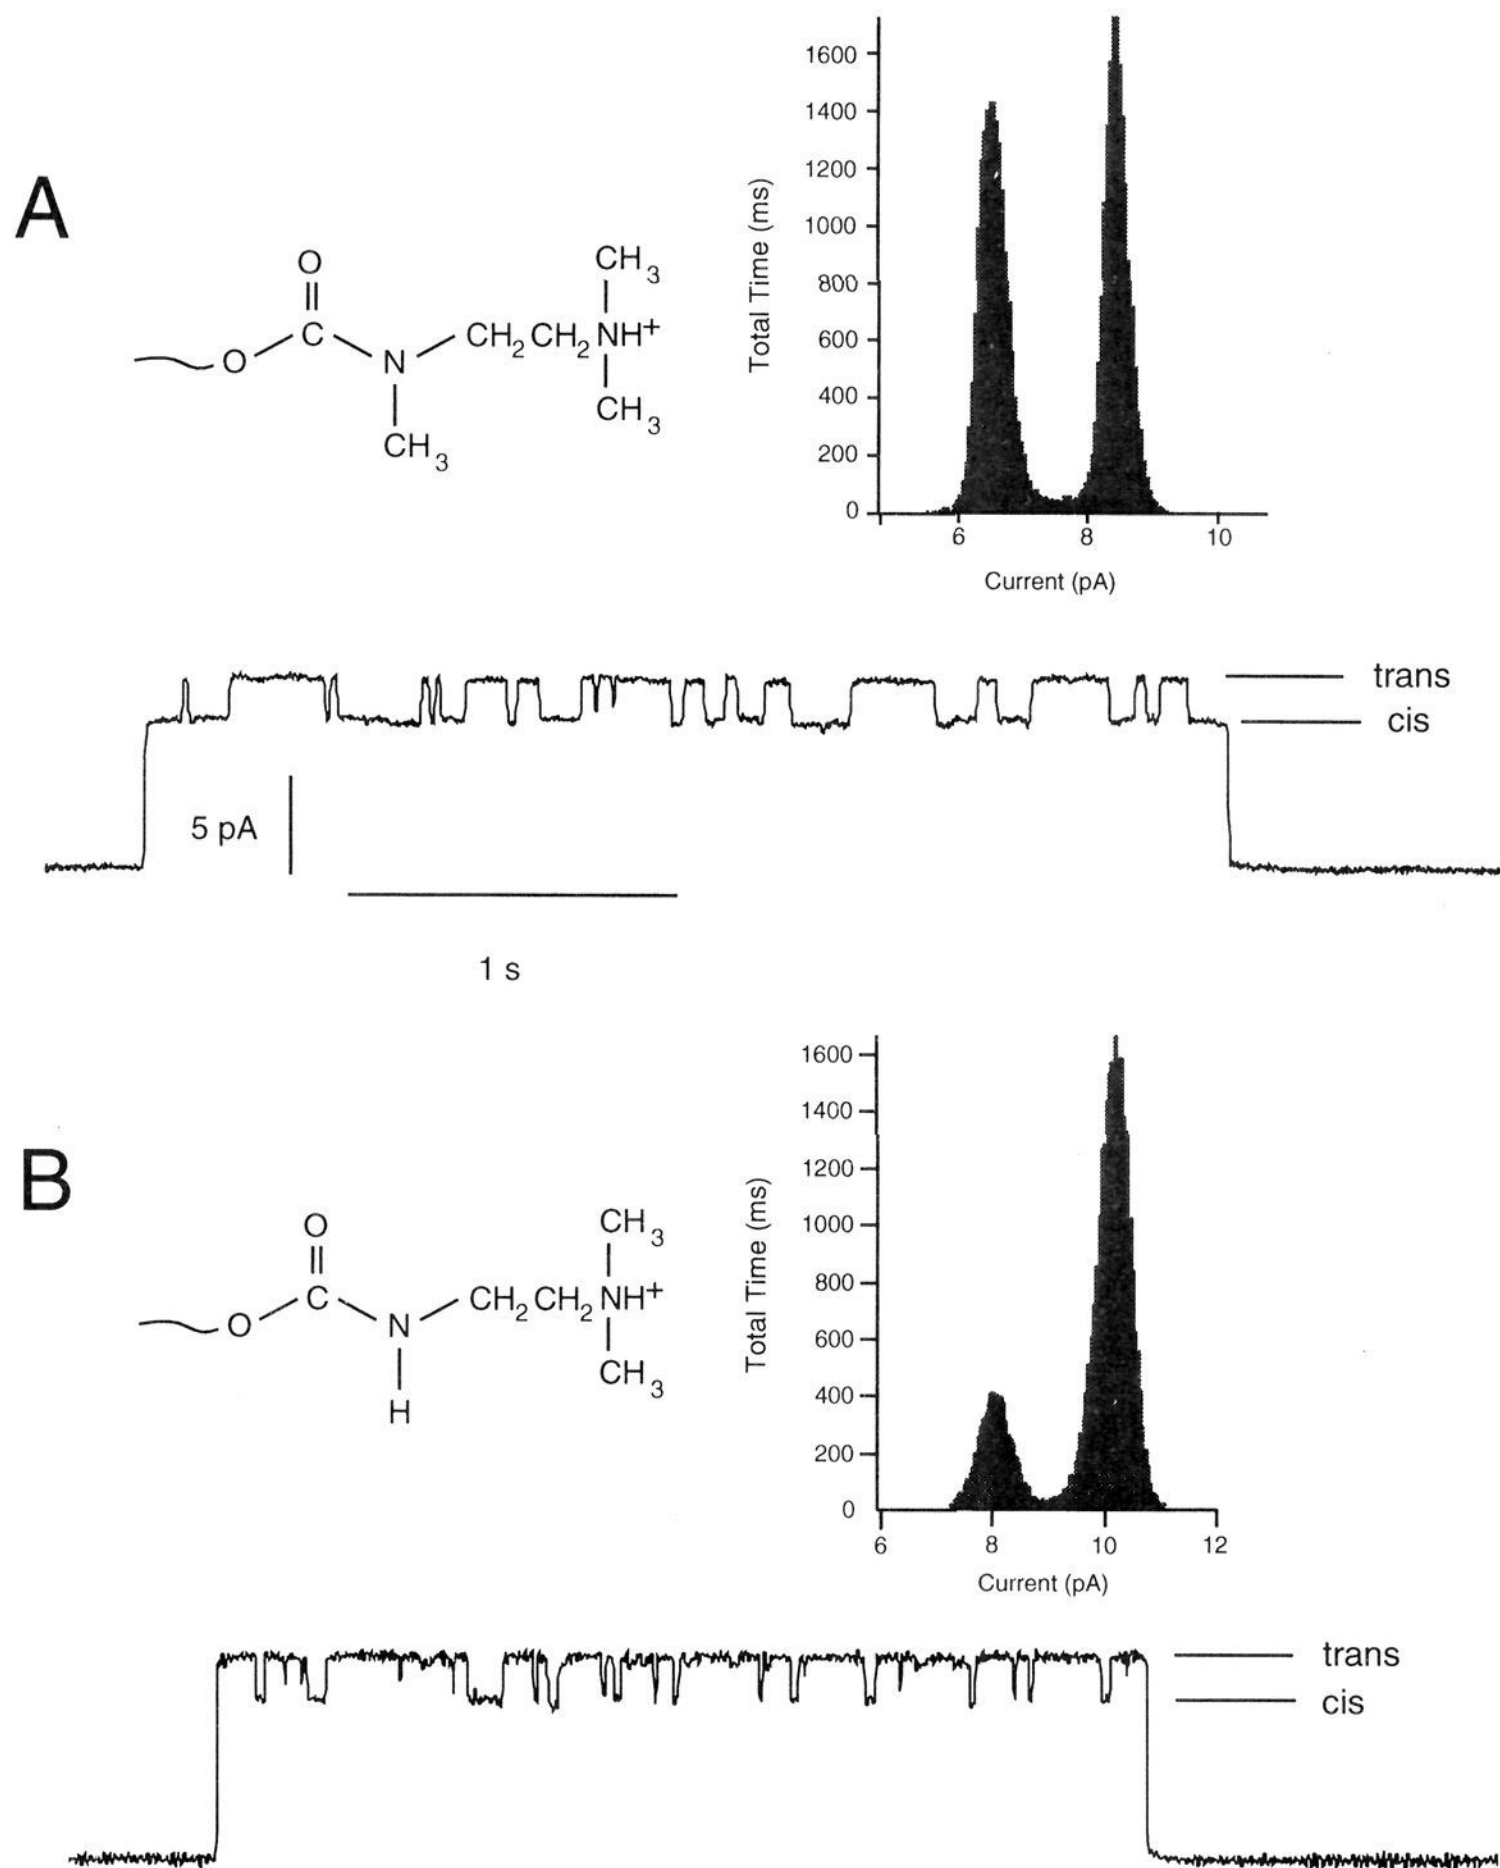 A
O
C
O
N
CH3
CH2CH2NH+
CH3
CH3
1600
1400
1200
1000
800
600
400
200
0
Total Time (ms)
6
8
10
Current (pA)
trans
cis
5 pA
1 s
B
O
C
O
N
H
CH2CH2NH+
CH3
CH3
1600
1400
1200
1000
800
600
400
200
0
Total Time (ms)
6
8
10
12
Current (pA)
trans
cis